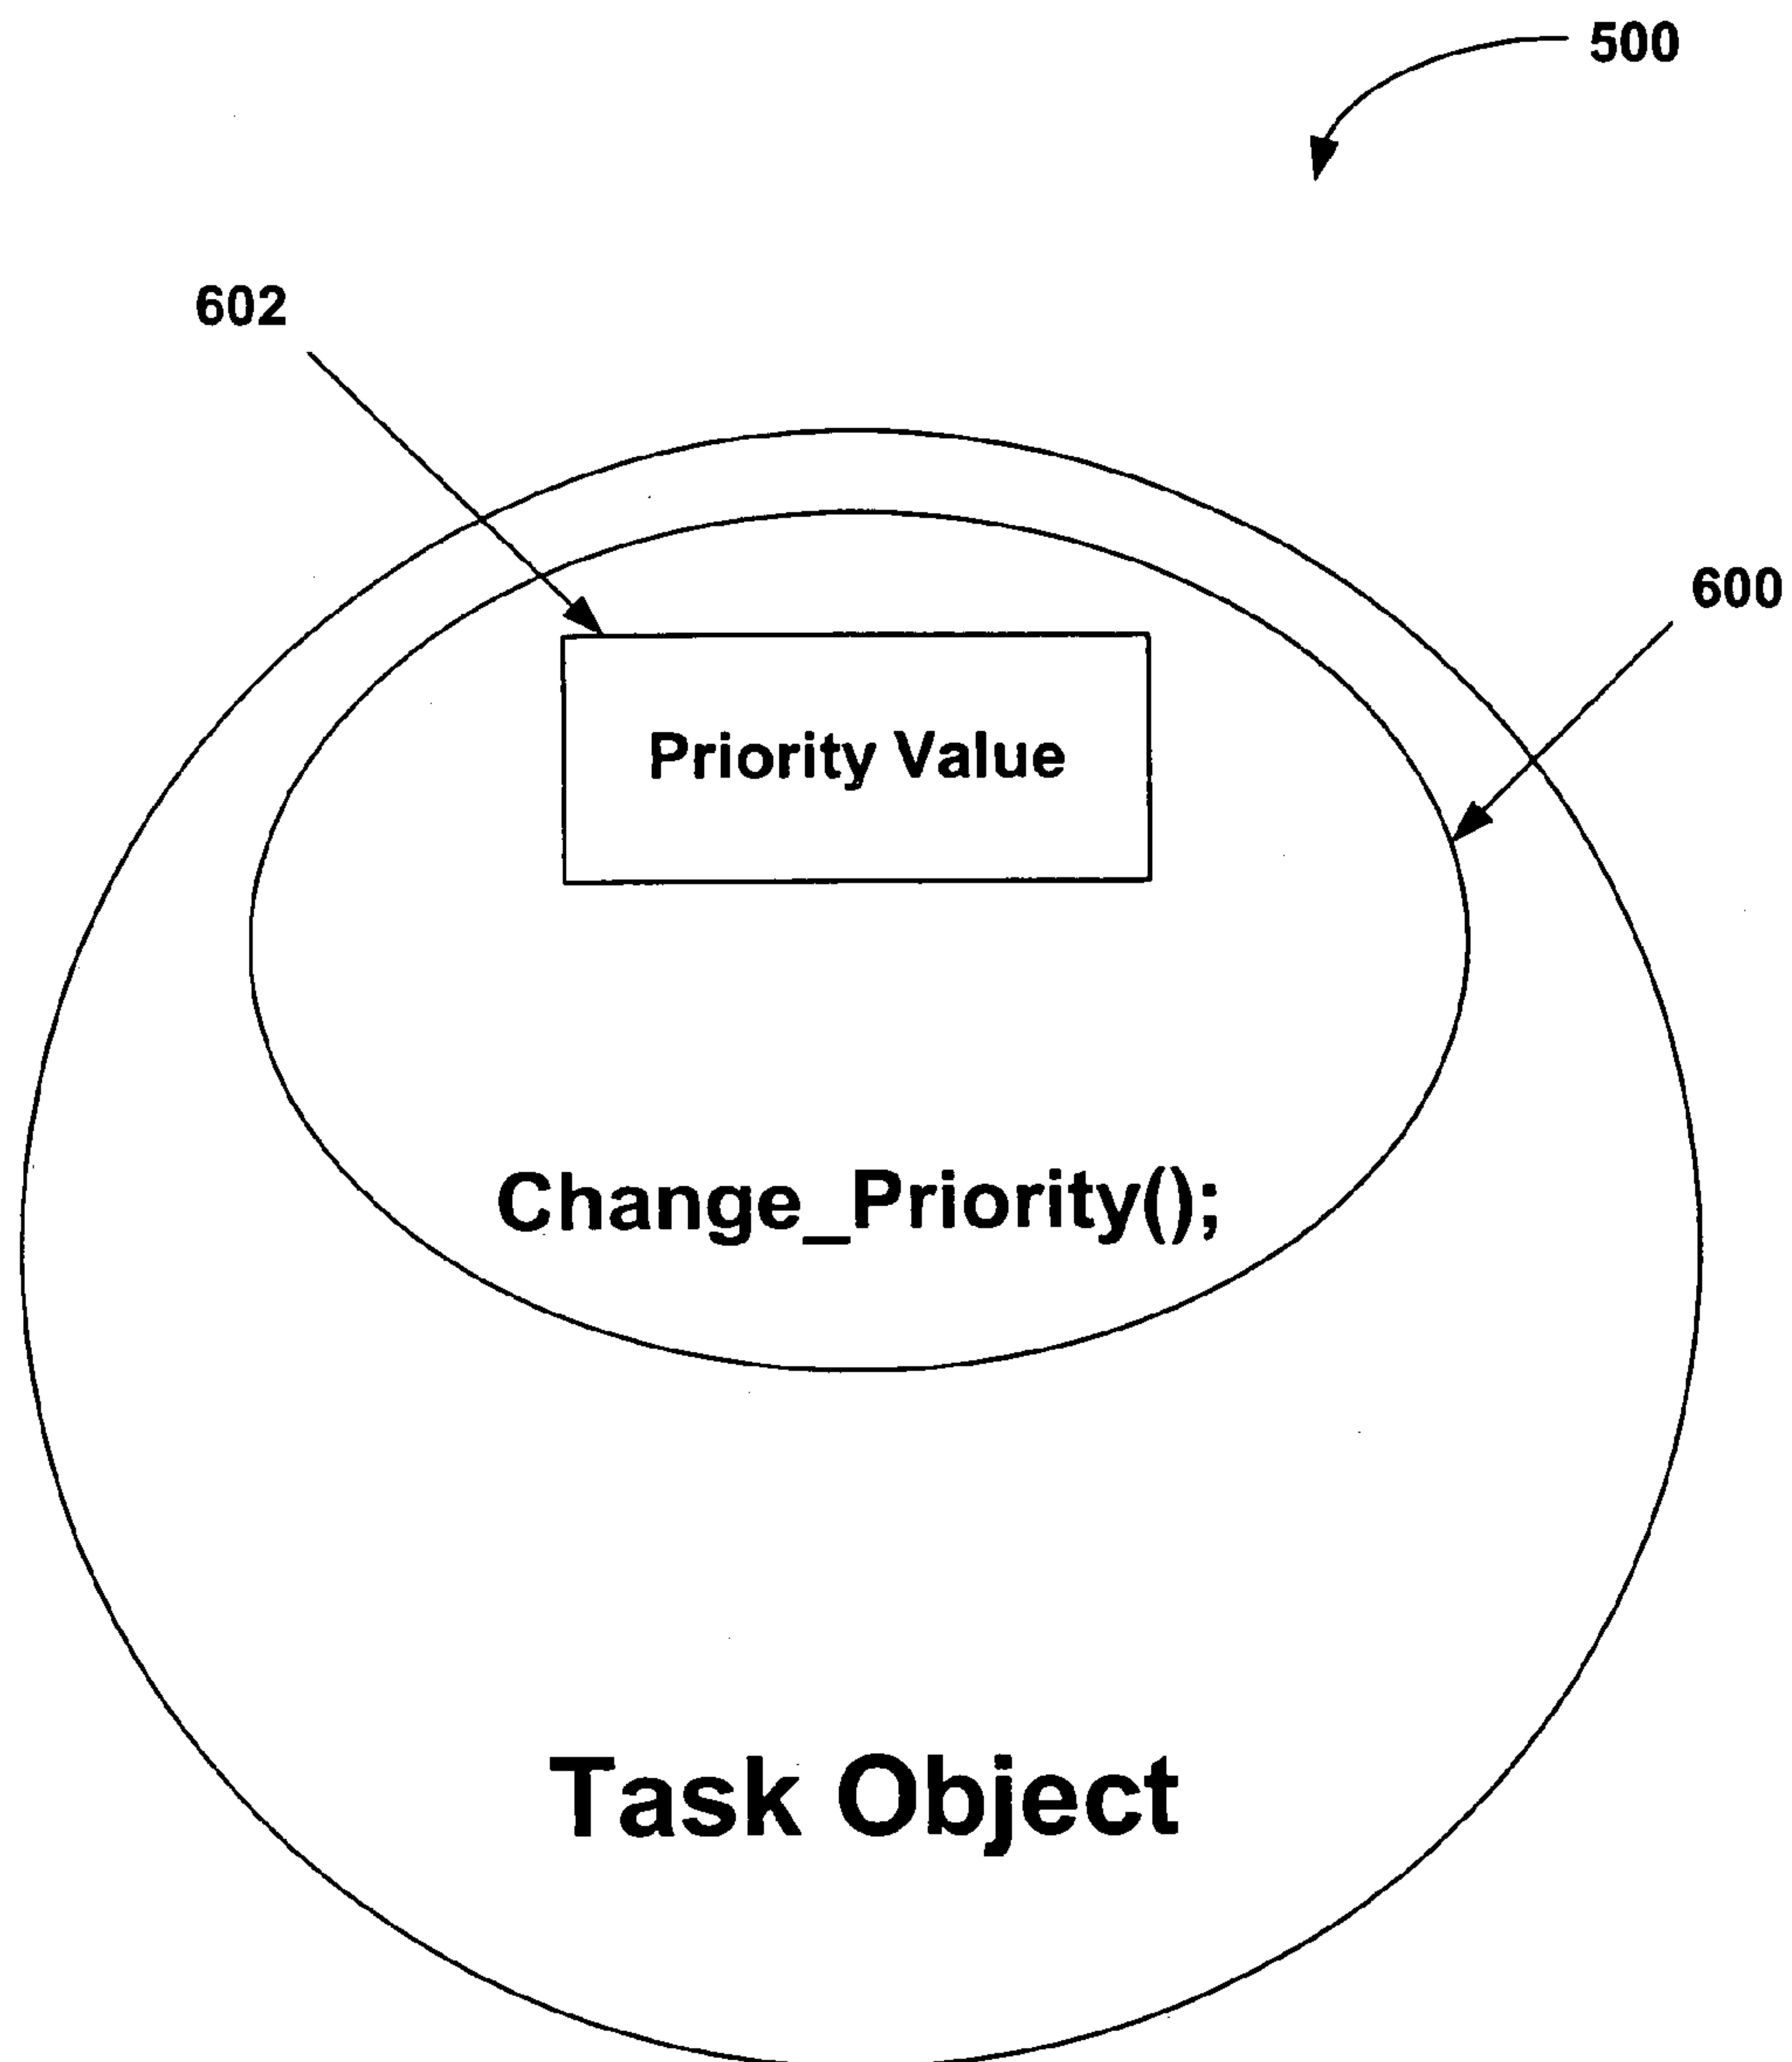 500
602
600
Priority Value
Change_Priority();
Task Object